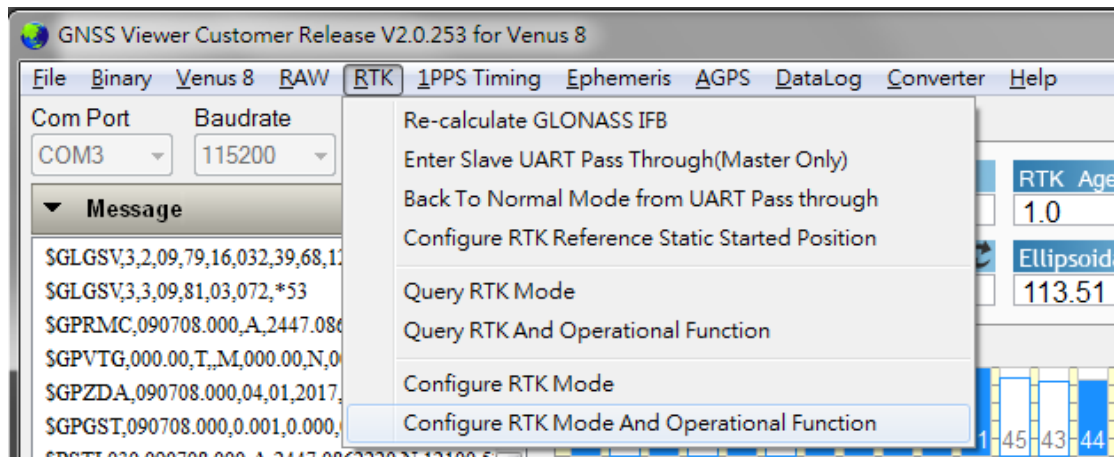 GNSS Viewer Customer Release V2.0.253 for Venus 8
File Binary Venus 8 RAW RTK 1PPS Timing Ephemeris AGPS DataLog Converter Help
Com Port Baudrate
COM3 115200
Message
$GLGSV,3,2,09,79,16,032,39,68,12
$GLGSV,3,3,09,81,03,072,*53
$GPRMC,090708.000,A,2447.086
$GPVTG,000.00,T,,M,000.00,N,0
$GPZDA,090708.000,04,01,2017,
$GPGST,090708.000,0.001,0.000,
Re-calculate GLONASS IFB
Enter Slave UART Pass Through(Master Only)
Back To Normal Mode from UART Pass through
Configure RTK Reference Static Started Position
Query RTK Mode
Query RTK And Operational Function
Configure RTK Mode
Configure RTK Mode And Operational Function
RTK Age
1.0
Ellipsoida
113.51
1 45 43 44